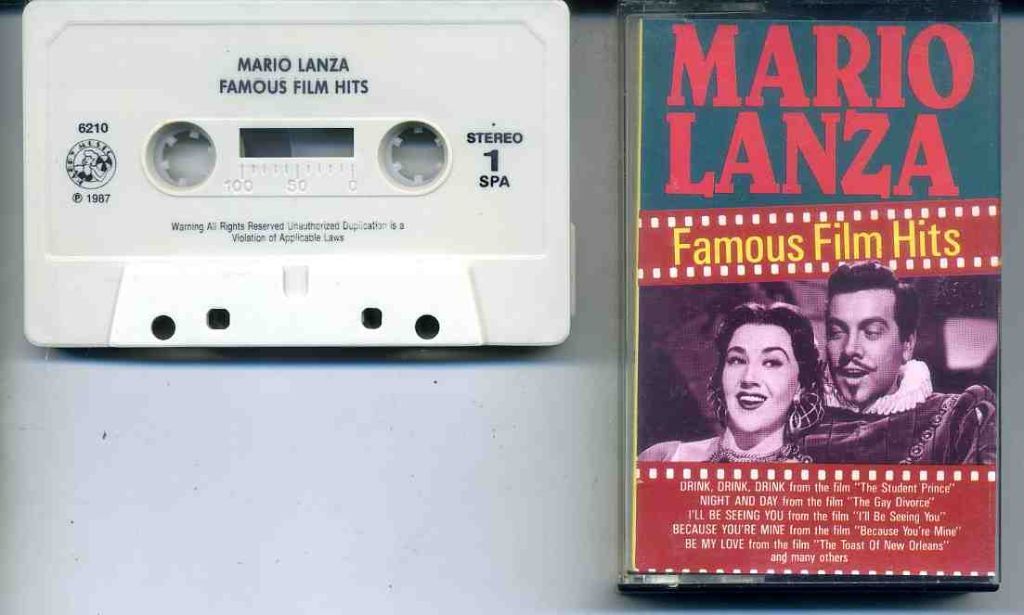 MARIO LANZA
FAMOUS FILM HITS
6210
STEREO
1
SPA
℗ 1987
100 50 0
Warning All Rights Reserved Unauthorized Duplication is a
Violation of Applicable Laws
MARIO
LANZA
Famous Film Hits
DRINK, DRINK, DRINK from the film "The Student Prince"
NIGHT AND DAY from the film "The Gay Divorce"
I'LL BE SEEING YOU from the film "I'll Be Seeing You"
BECAUSE YOU'RE MINE from the film "Because You're Mine"
BE MY LOVE from the film "The Toast Of New Orleans"
and many others